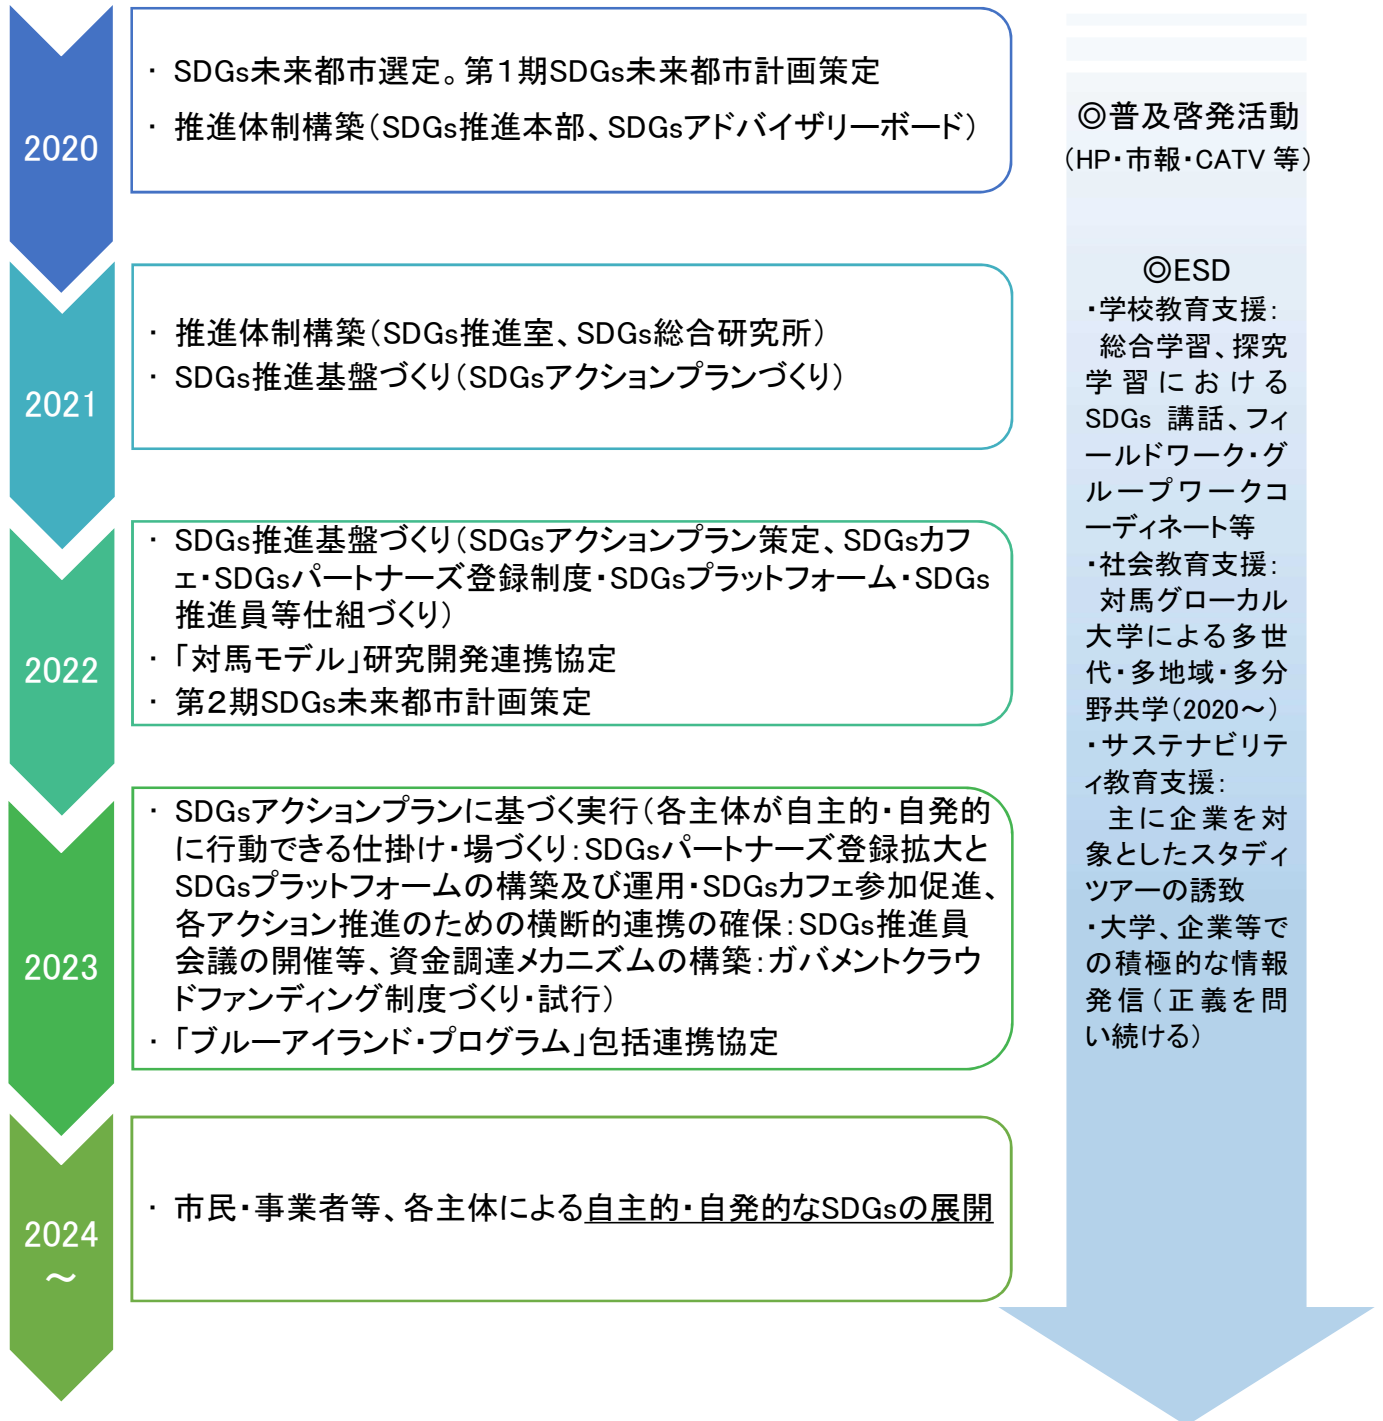 2020
・ SDGs未来都市選定。第1期SDGs未来都市計画策定
・ 推進体制構築（SDGs推進本部、SDGsアドバイザリーボード）
2021
・ 推進体制構築（SDGs推進室、SDGs総合研究所）
・ SDGs推進基盤づくり（SDGsアクションプランづくり）
2022
・ SDGs推進基盤づくり（SDGsアクションプラン策定、SDGsカフ
ェ・SDGsパートナーズ登録制度・SDGsプラットフォーム・SDGs
推進員等仕組づくり）
・ 「対馬モデル」研究開発連携協定
・ 第2期SDGs未来都市計画策定
2023
・ SDGsアクションプランに基づく実行（各主体が自主的・自発的
に行動できる仕掛け・場づくり：SDGsパートナーズ登録拡大と
SDGsプラットフォームの構築及び運用・SDGsカフェ参加促進、
各アクション推進のための横断的連携の確保：SDGs推進員
会議の開催等、資金調達メカニズムの構築：ガバメントクラウ
ドファンディング制度づくり・試行）
・ 「ブルーアイランド・プログラム」包括連携協定
2024
～
・ 市民・事業者等、各主体による自主的・自発的なSDGsの展開
◎普及啓発活動
（HP・市報・CATV 等）
◎ESD
・学校教育支援：
総合学習、探究
学習における
SDGs 講話、フィ
ールドワーク・グ
ループワークコ
ーディネート等
・社会教育支援：
対馬グローカル
大学による多世
代・多地域・多分
野共学（2020～）
・サステナビリテ
ィ教育支援：
主に企業を対
象としたスタディ
ツアーの誘致
・大学、企業等で
の積極的な情報
発信（正義を問
い続ける）